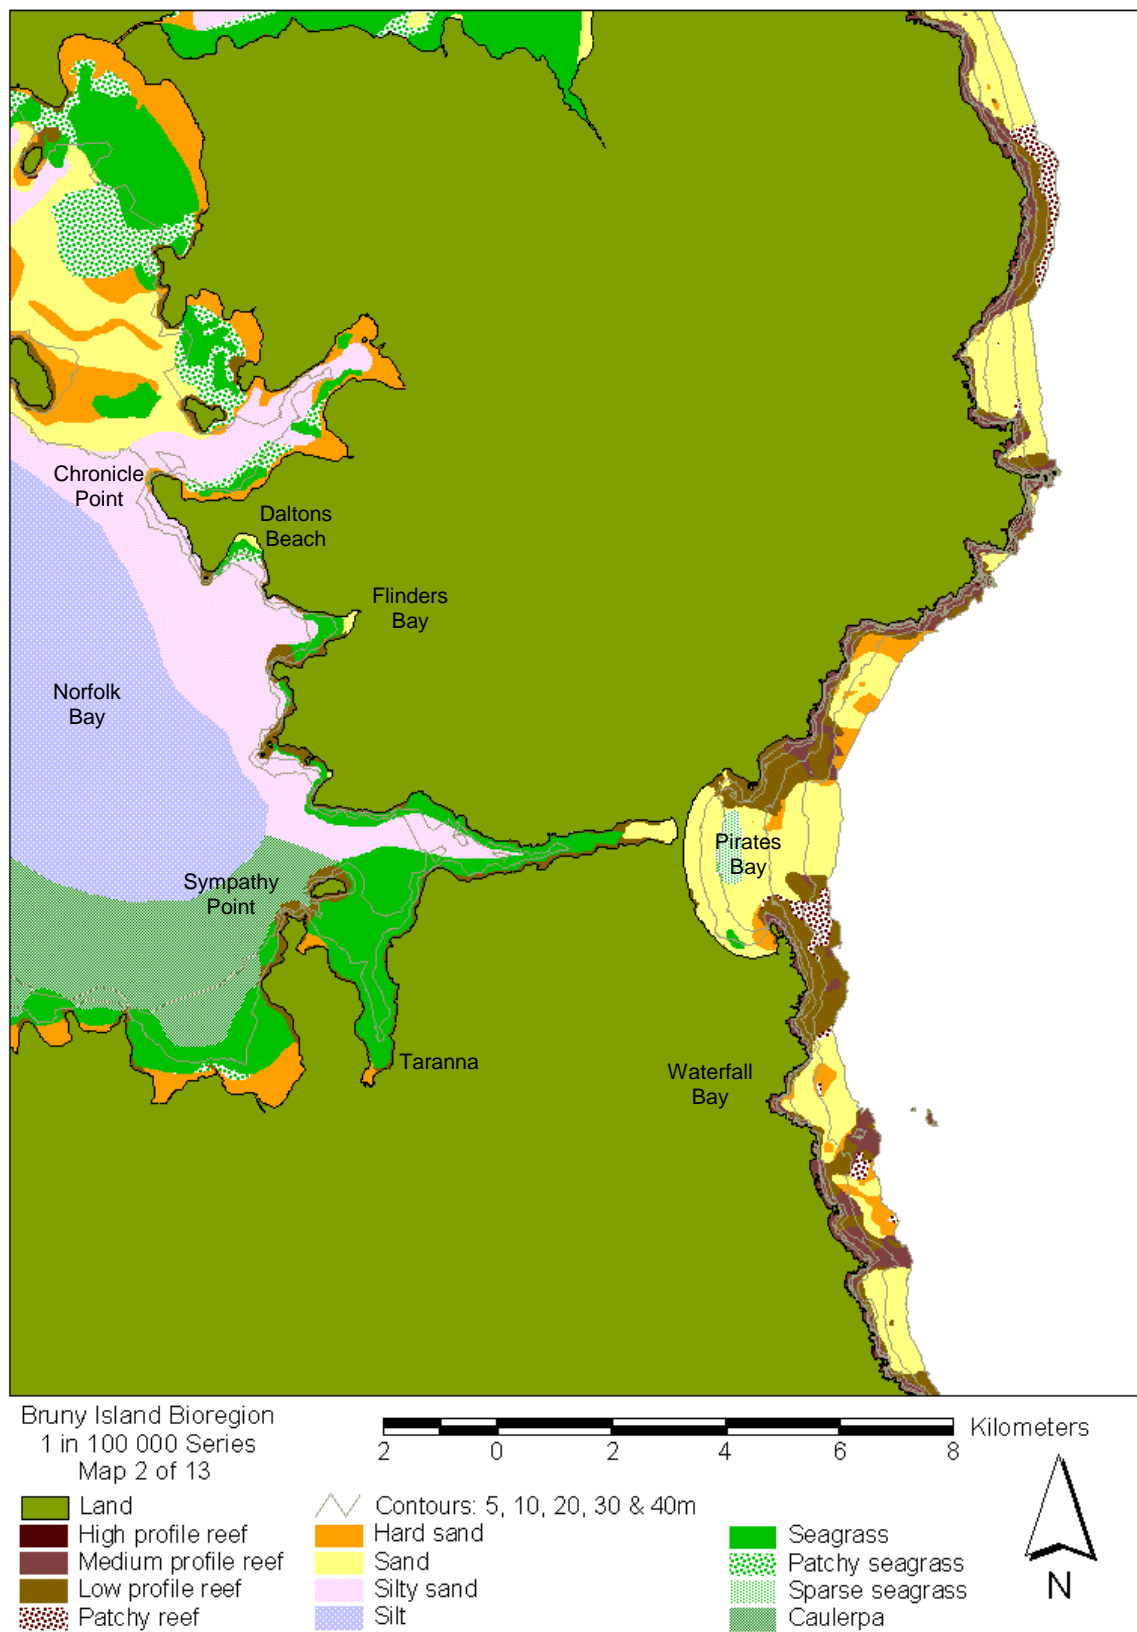 Chronicle
Point
Daltons
Beach
Flinders
Bay
Norfolk
Bay
Pirates
Bay
Sympathy
Point
Taranna
Waterfall
Bay
Bruny Island Bioregion
1 in 100 000 Series
Map 2 of 13
2 0 2 4 6 8 Kilometers
Land
High profile reef
Medium profile reef
Low profile reef
Patchy reef
Contours: 5, 10, 20, 30 & 40m
Hard sand
Sand
Silty sand
Silt
Seagrass
Patchy seagrass
Sparse seagrass
Caulerpa
N